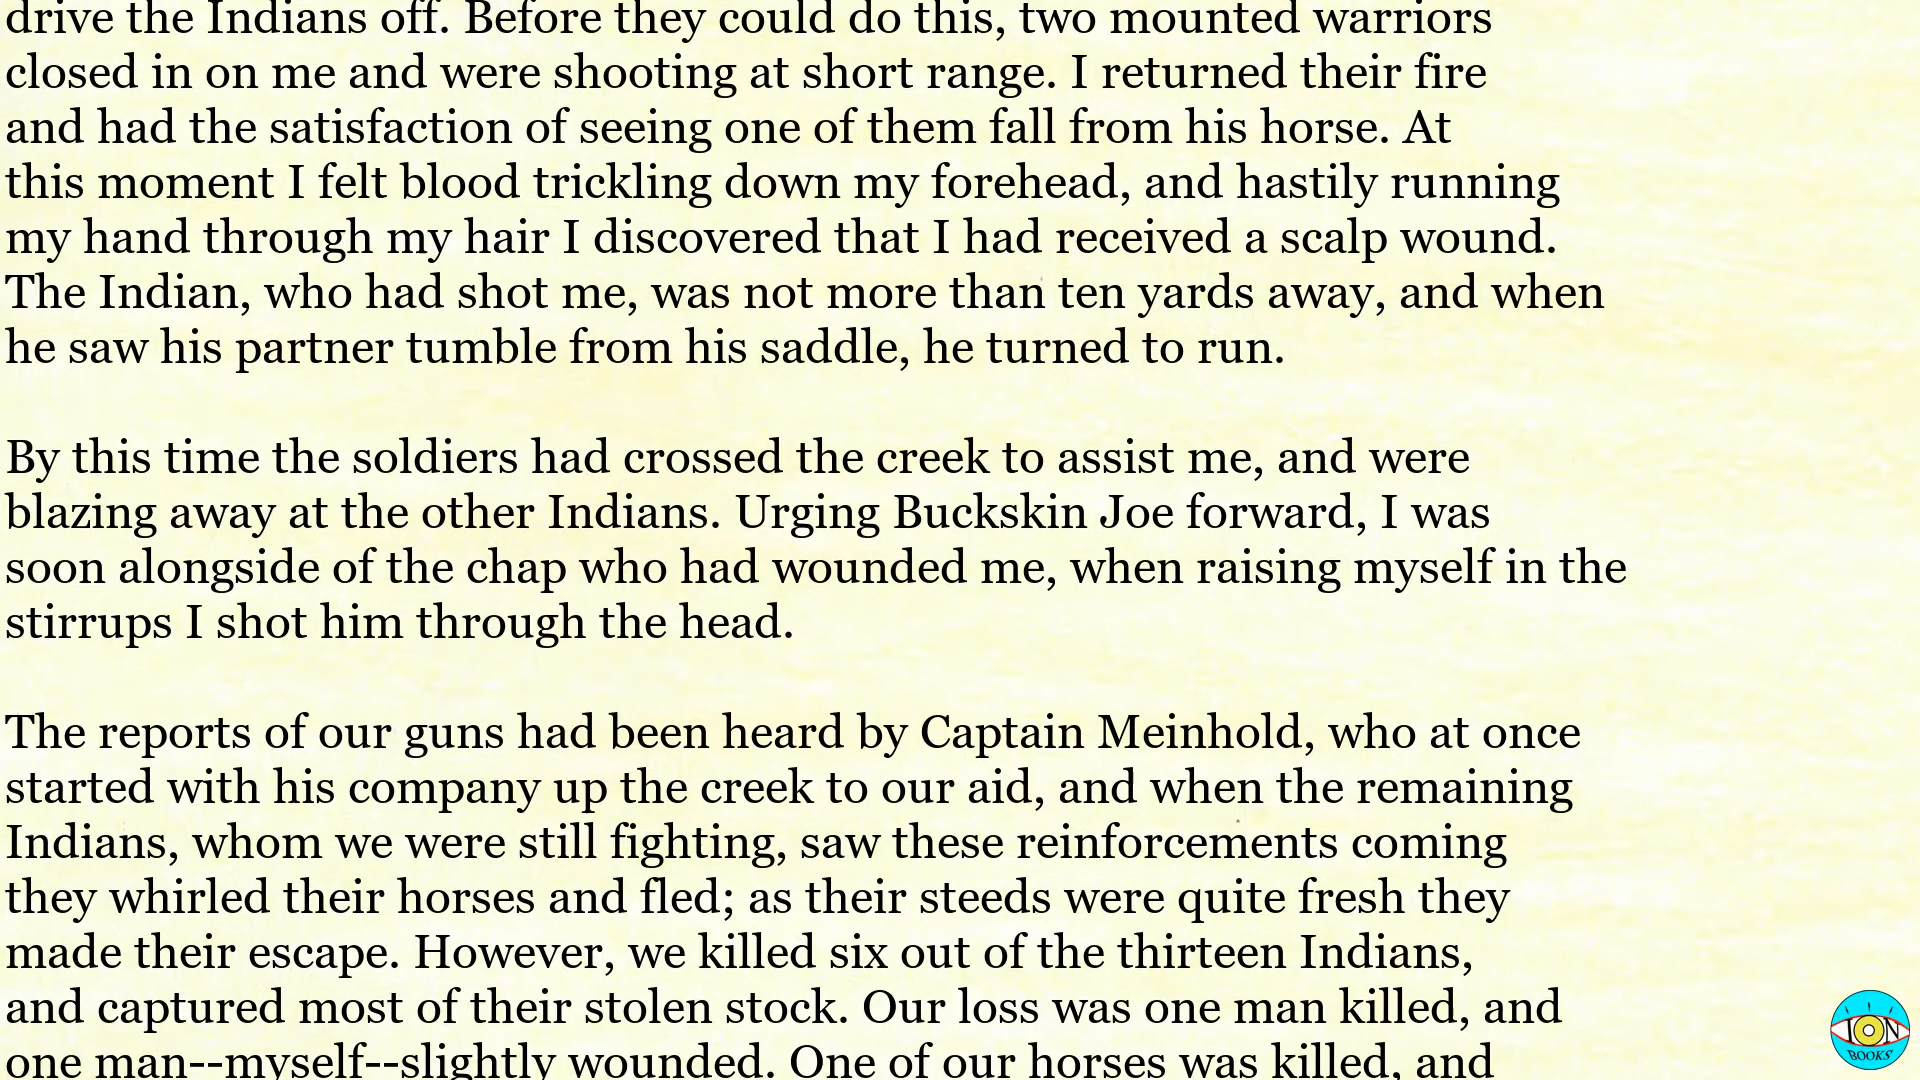 drive the Indians off. Before they could do this, two mounted warriors
closed in on me and were shooting at short range. I returned their fire
and had the satisfaction of seeing one of them fall from his horse. At
this moment I felt blood trickling down my forehead, and hastily running
my hand through my hair I discovered that I had received a scalp wound.
The Indian, who had shot me, was not more than ten yards away, and when
he saw his partner tumble from his saddle, he turned to run.
By this time the soldiers had crossed the creek to assist me, and were
blazing away at the other Indians. Urging Buckskin Joe forward, I was
soon alongside of the chap who had wounded me, when raising myself in the
stirrups I shot him through the head.
The reports of our guns had been heard by Captain Meinhold, who at once
started with his company up the creek to our aid, and when the remaining
Indians, whom we were still fighting, saw these reinforcements coming
they whirled their horses and fled; as their steeds were quite fresh they
made their escape. However, we killed six out of the thirteen Indians,
and captured most of their stolen stock. Our loss was one man killed, and
one man--myself--slightly wounded. One of our horses was killed, and
ION
BOOKS